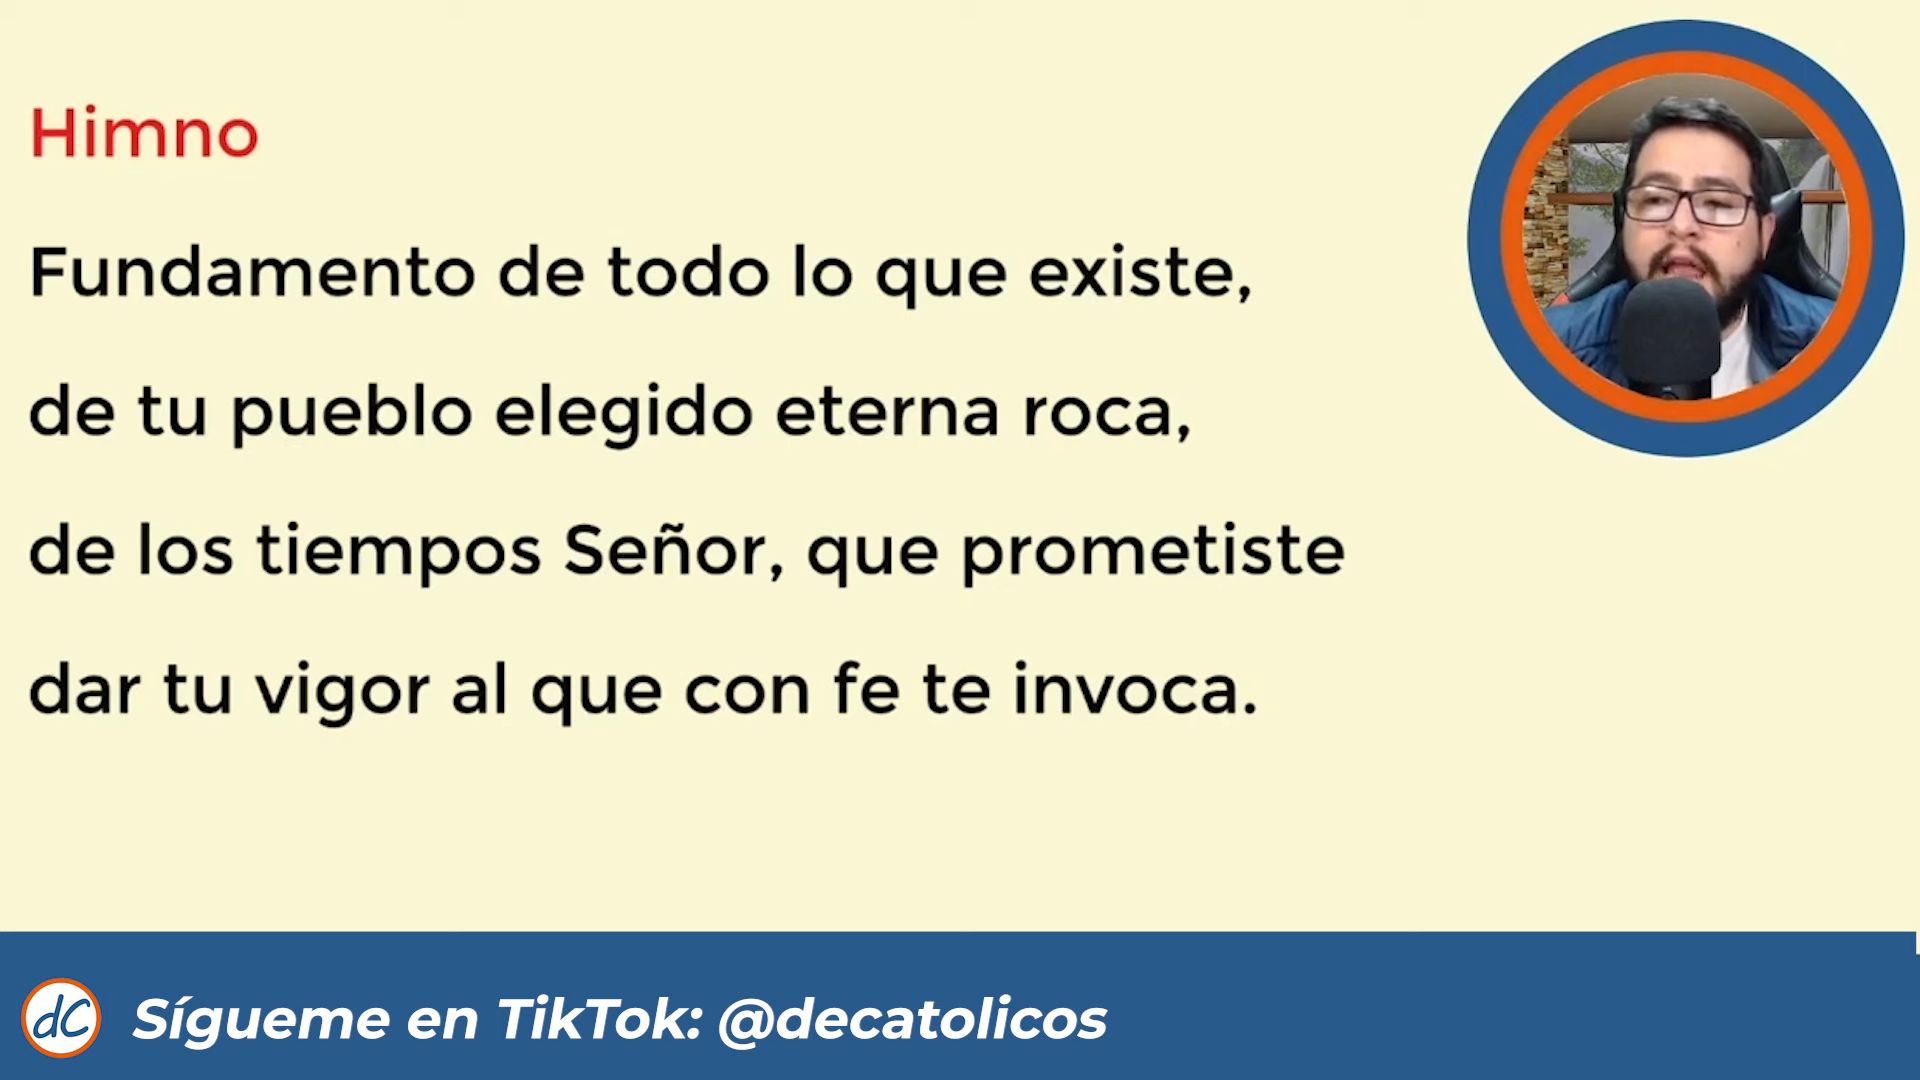 Himno
Fundamento de todo lo que existe,
de tu pueblo elegido eterna roca,
de los tiempos Señor, que prometiste
dar tu vigor al que con fe te invoca.
dC Sígueme en TikTok: @decatolicos